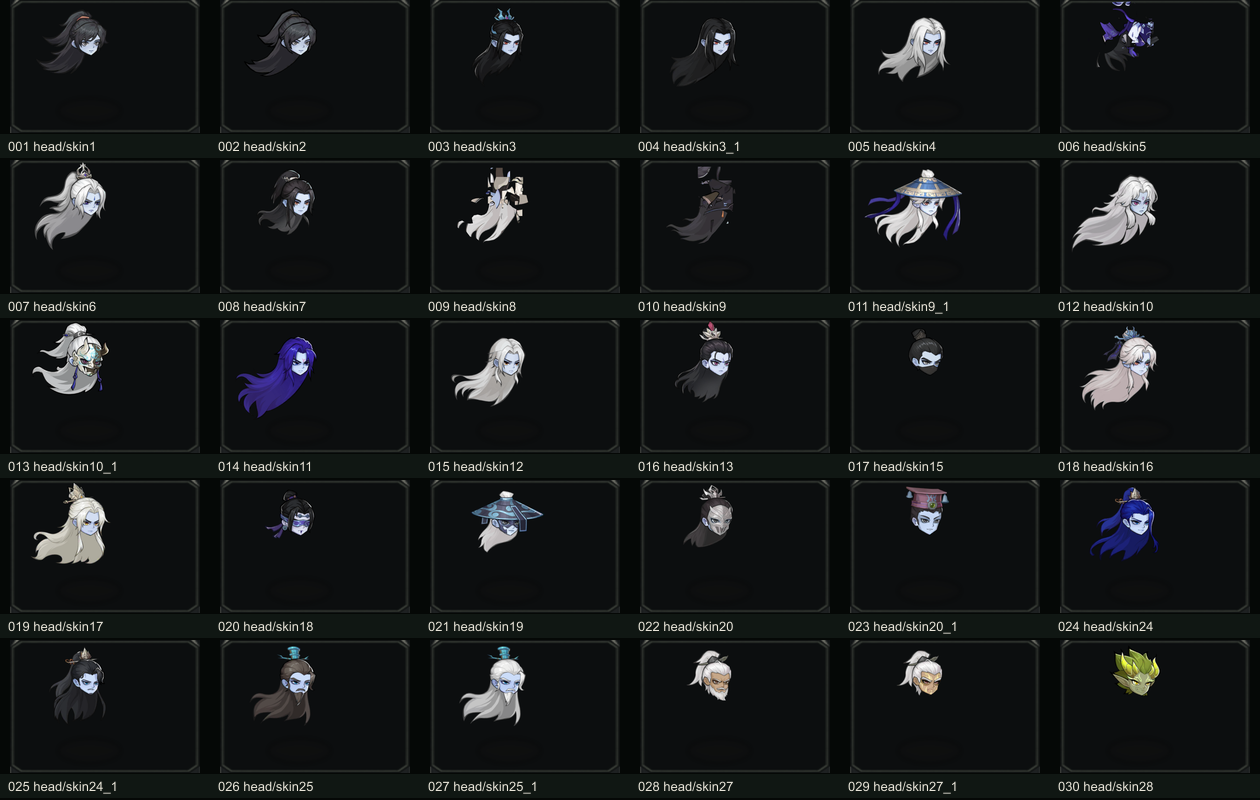 001 head/skin1
002 head/skin2
003 head/skin3
004 head/skin3_1
005 head/skin4
006 head/skin5
007 head/skin6
008 head/skin7
009 head/skin8
010 head/skin9
011 head/skin9_1
012 head/skin10
013 head/skin10_1
014 head/skin11
015 head/skin12
016 head/skin13
017 head/skin15
018 head/skin16
019 head/skin17
020 head/skin18
021 head/skin19
022 head/skin20
023 head/skin20_1
024 head/skin24
025 head/skin24_1
026 head/skin25
027 head/skin25_1
028 head/skin27
029 head/skin27_1
030 head/skin28